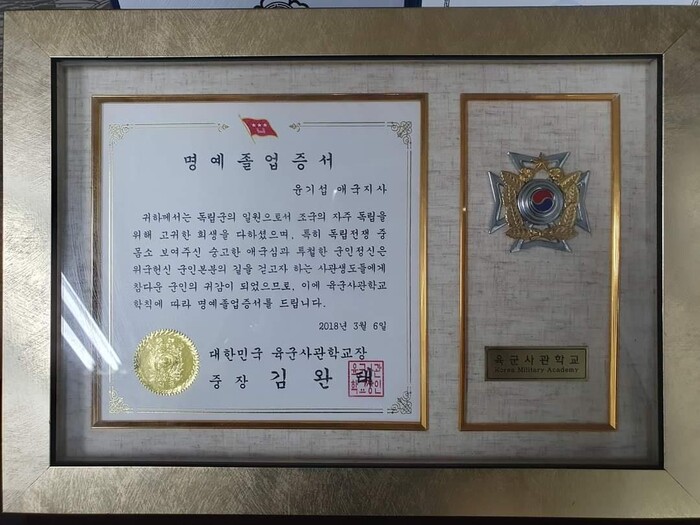 명예졸업증서
윤기섭 애국지사
귀하께서는 독립군의 일원으로서 조국의 자주 독립을
위해 고귀한 희생을 다하셨으며, 특히 독립전쟁 중
몸소 보여주신 숭고한 애국심과 투철한 군인정신은
위국헌신 군인본분의 길을 걷고자 하는 사관생도들에게
참다운 군인의 귀감이 되었으므로, 이에 육군사관학교
학칙에 따라 명예졸업증서를 드립니다.
2018년 3월 6일
대한민국 육군사관학교장
중장 김완태
육군사관
학교장인
육군사관학교
Korea Military Academy